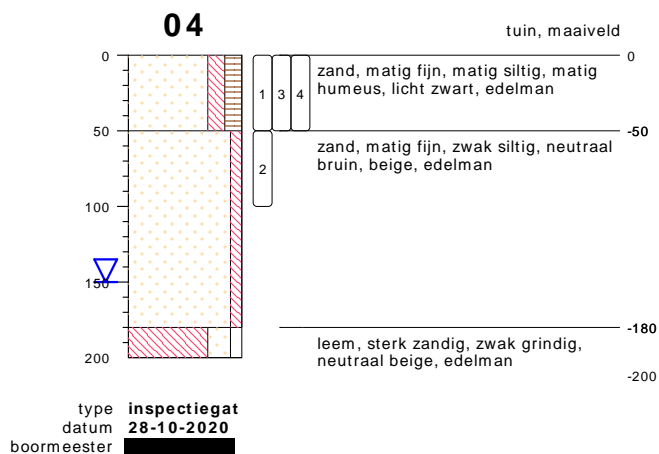 04
tuin, maaiveld
0
0
zand, matig fijn, matig siltig, matig
humeus, licht zwart, edelman
1 3 4
50
-50
zand, matig fijn, zwak siltig, neutraal
bruin, beige, edelman
2
100
150
-180
leem, sterk zandig, zwak grindig,
neutraal beige, edelman
200
-200
type inspectiegat
datum 28-10-2020
boormeester